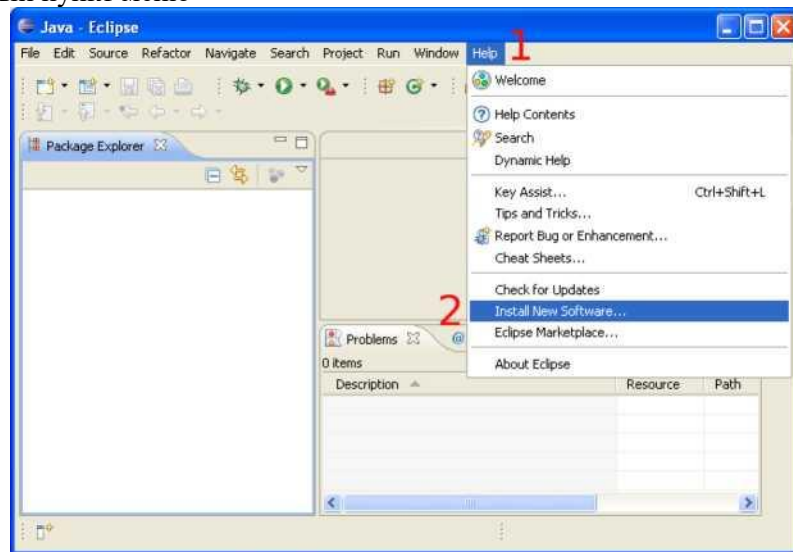 Java - Eclipse
File Edit Source Refactor Navigate Search Project Run Window Help 1
Welcome
Help Contents
Search
Dynamic Help
Key Assist... Ctrl+Shift+L
Tips and Tricks...
Report Bug or Enhancement...
Cheat Sheets...
Check for Updates
2 Install New Software...
Eclipse Marketplace...
About Eclipse
Package Explorer
Problems @
0 items
Description Resource Path